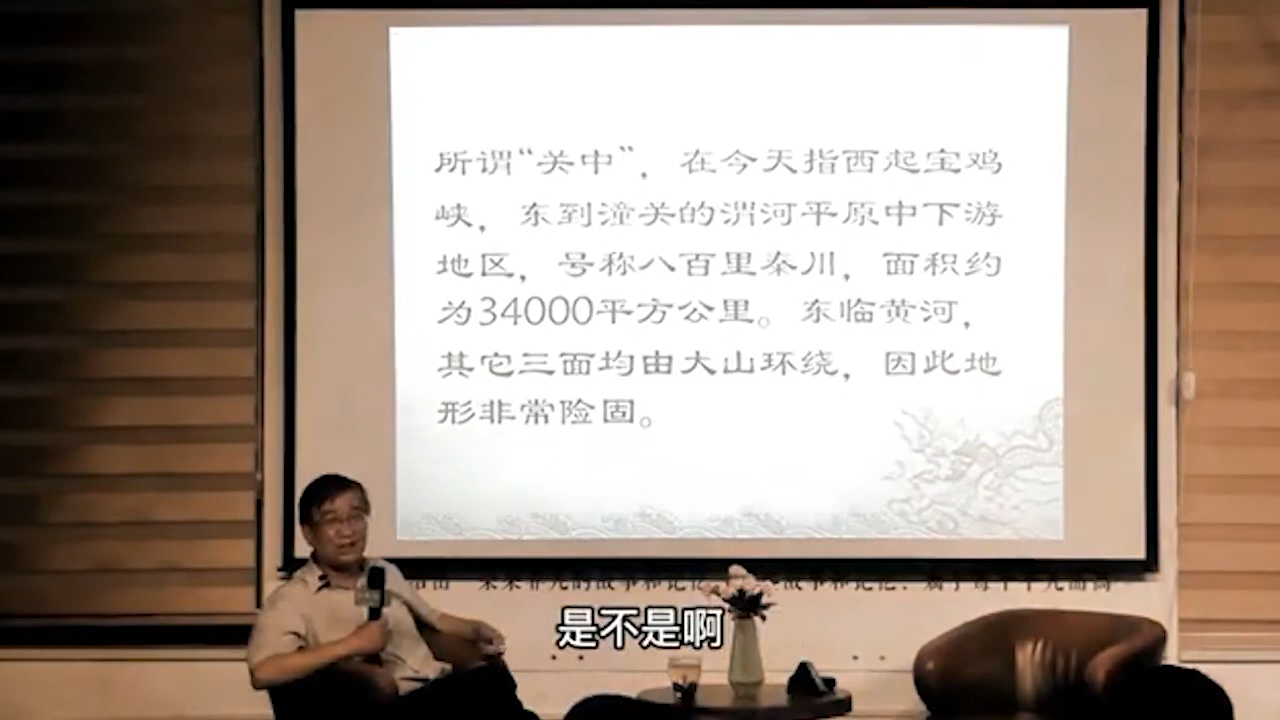 所谓“关中”，在今天指西起宝鸡
峡，东到潼关的渭河平原中下游
地区，号称八百里秦川，面积约
为34000平方公里。东临黄河，
其它三面均由大山环绕，因此地
形非常险固。
是不是啊